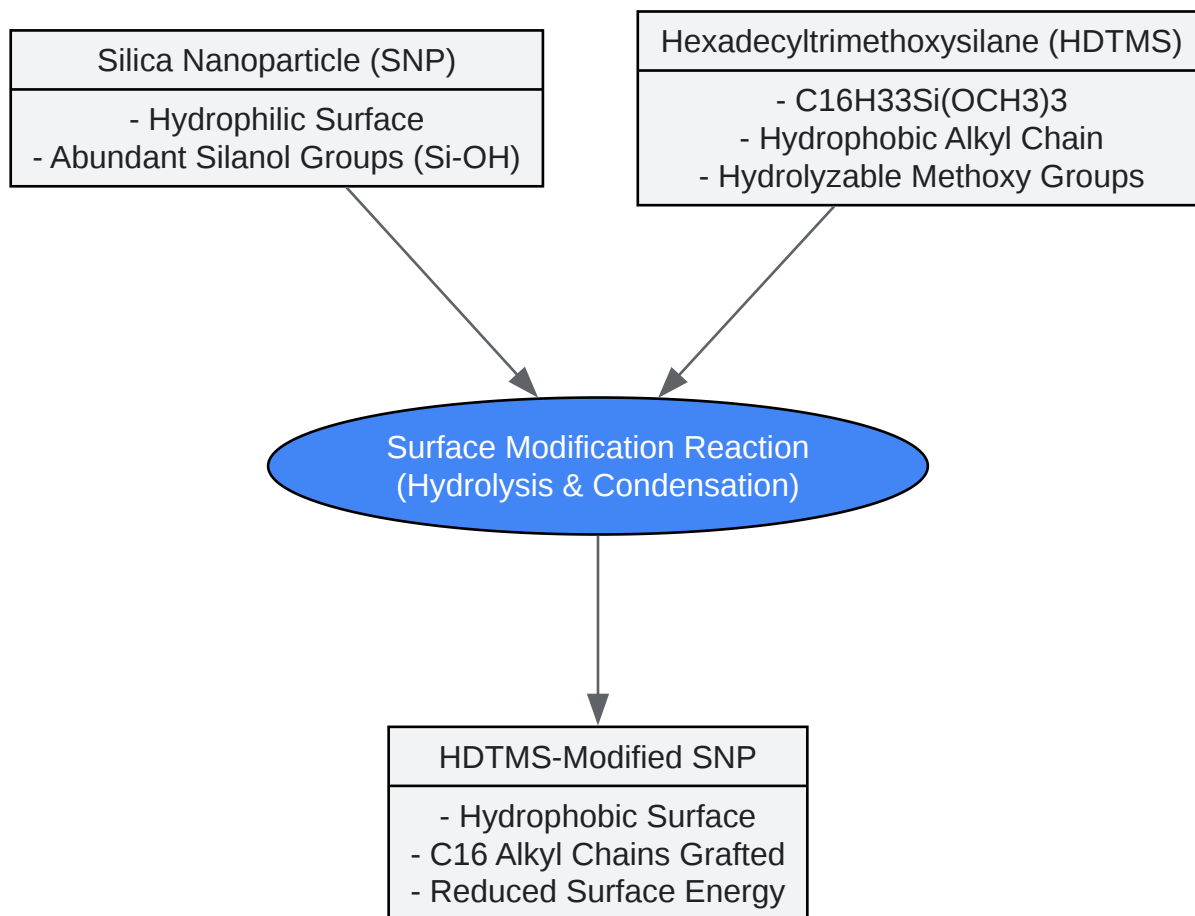 Silica Nanoparticle (SNP)
- Hydrophilic Surface
- Abundant Silanol Groups (Si-OH)
Hexadecyltrimethoxysilane (HDTMS)
- C16H33Si(OCH3)3
- Hydrophobic Alkyl Chain
- Hydrolyzable Methoxy Groups
Surface Modification Reaction
(Hydrolysis & Condensation)
HDTMS-Modified SNP
- Hydrophobic Surface
- C16 Alkyl Chains Grafted
- Reduced Surface Energy